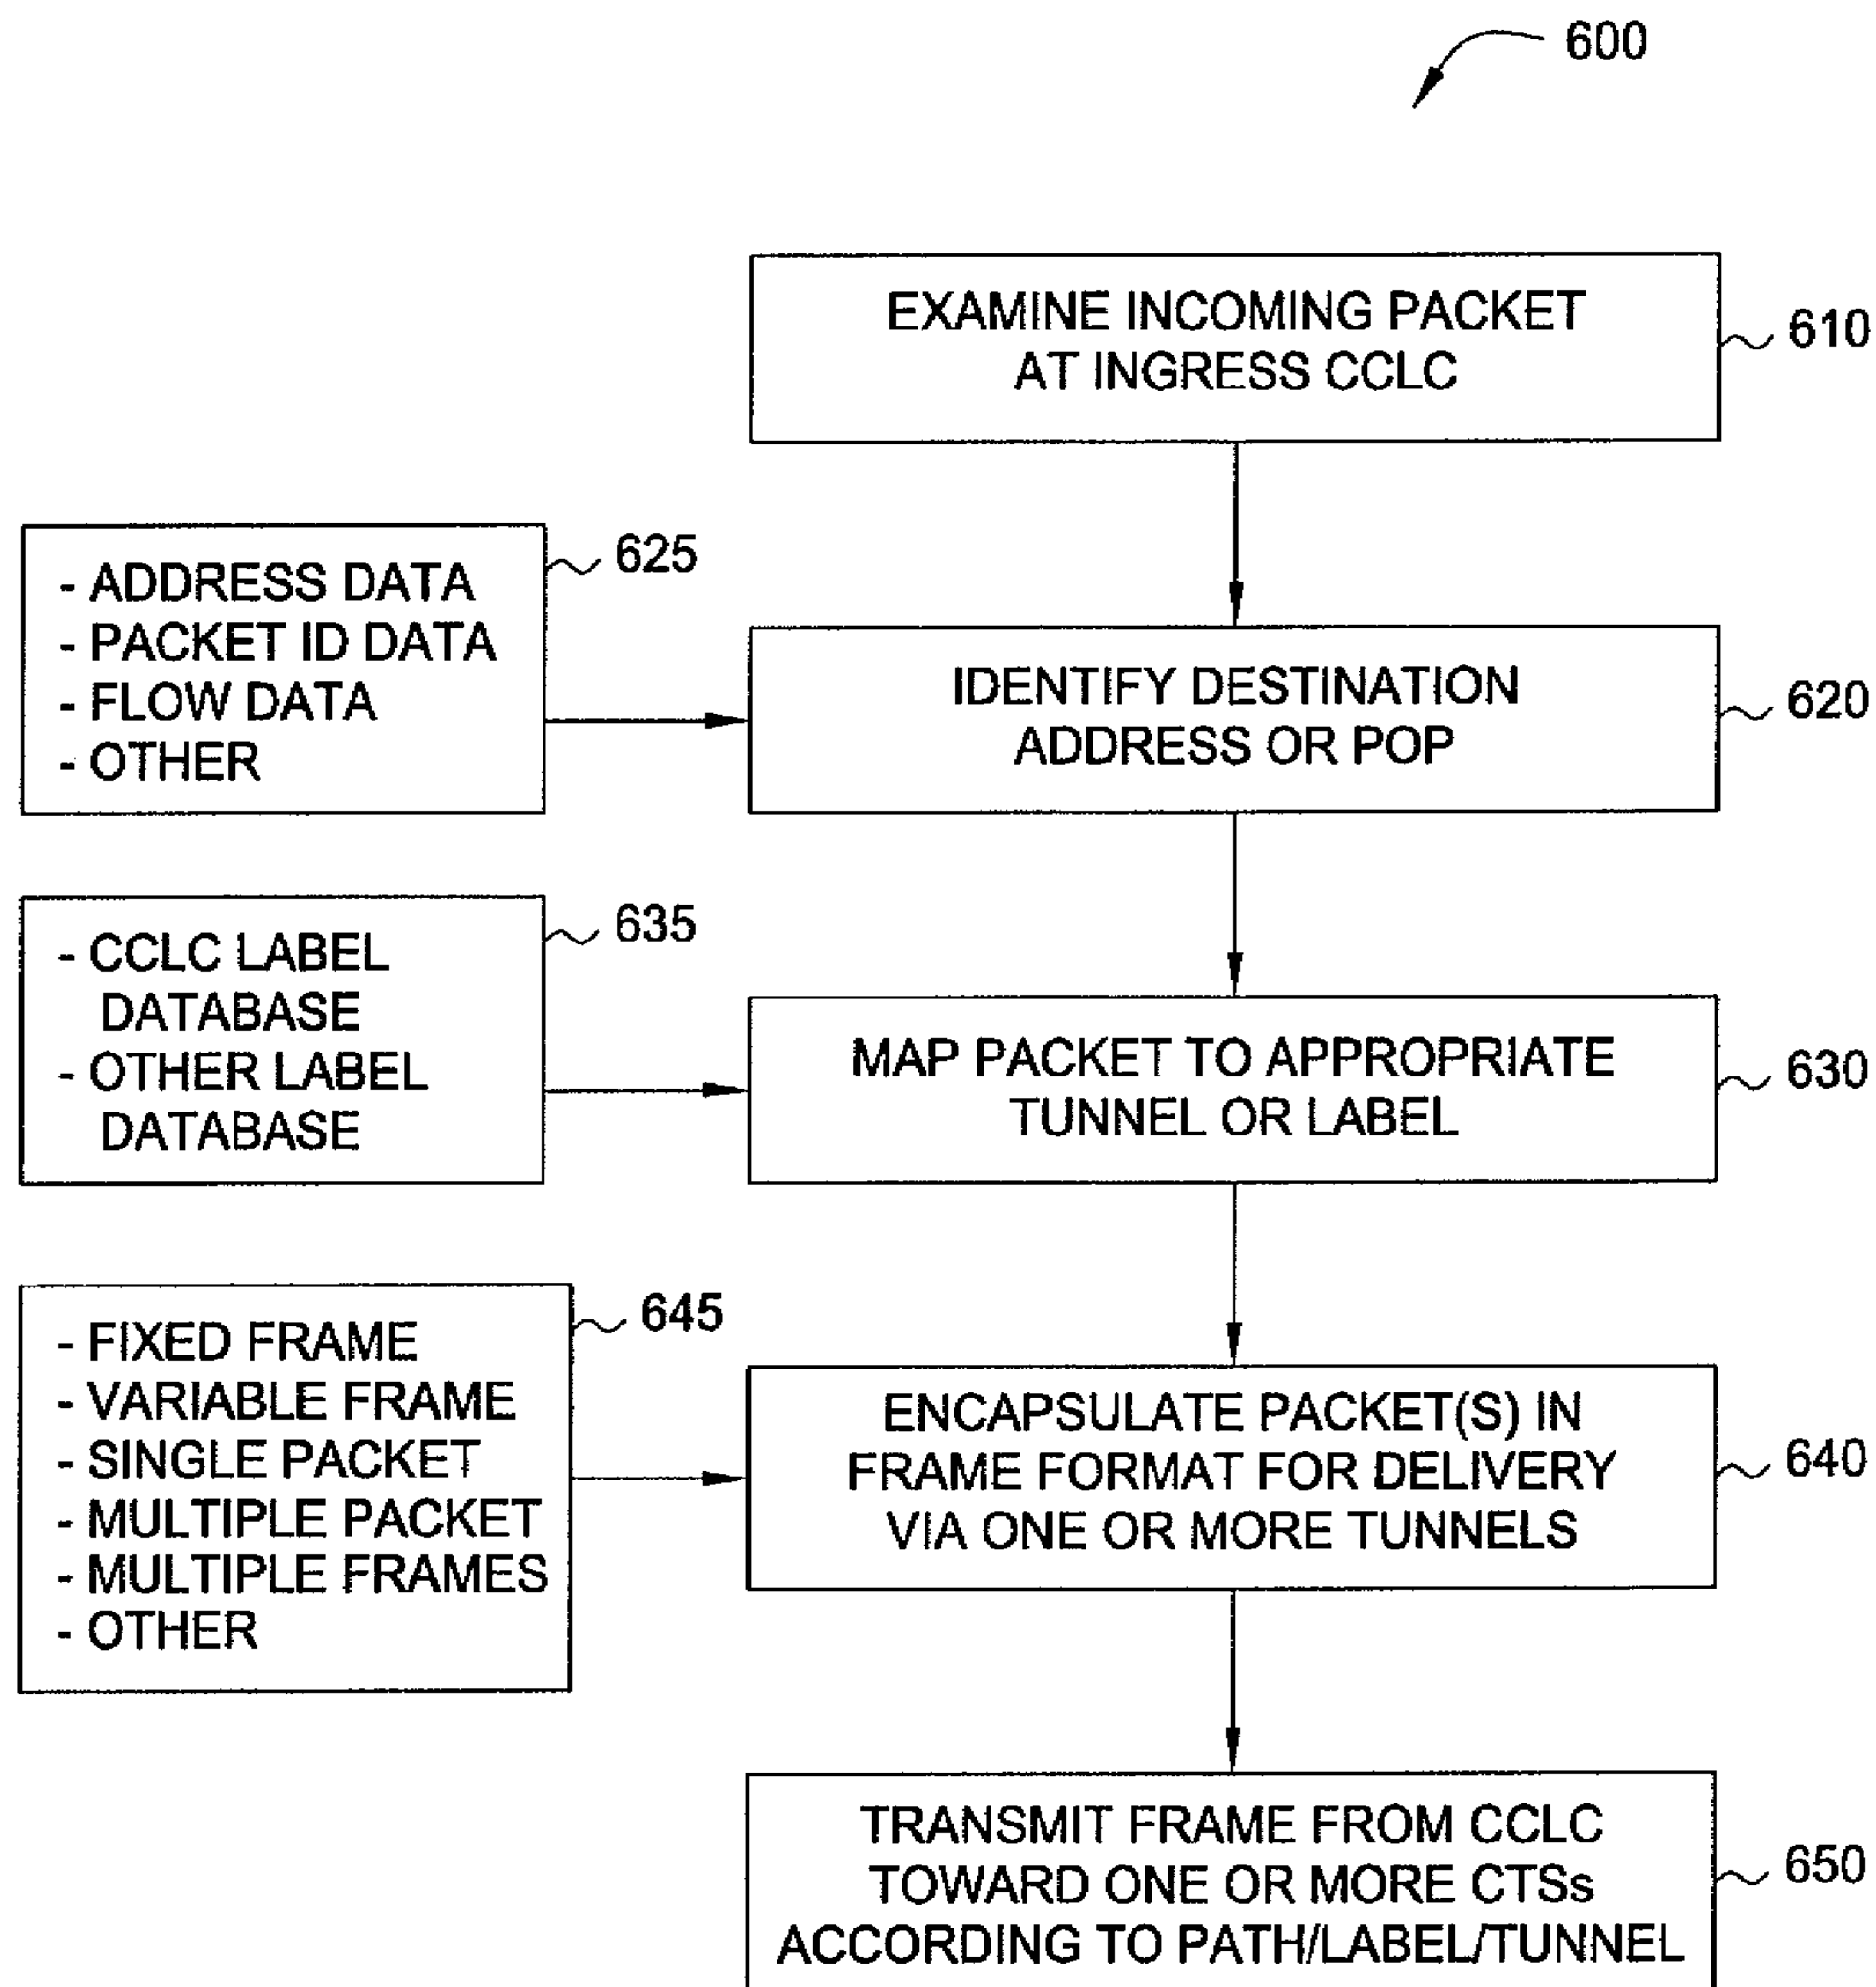 600
EXAMINE INCOMING PACKET
AT INGRESS CCLC
610
- ADDRESS DATA
- PACKET ID DATA
- FLOW DATA
- OTHER
625
IDENTIFY DESTINATION
ADDRESS OR POP
620
- CCLC LABEL
DATABASE
- OTHER LABEL
DATABASE
635
MAP PACKET TO APPROPRIATE
TUNNEL OR LABEL
630
- FIXED FRAME
- VARIABLE FRAME
- SINGLE PACKET
- MULTIPLE PACKET
- MULTIPLE FRAMES
- OTHER
645
ENCAPSULATE PACKET(S) IN
FRAME FORMAT FOR DELIVERY
VIA ONE OR MORE TUNNELS
640
TRANSMIT FRAME FROM CCLC
TOWARD ONE OR MORE CTSs
ACCORDING TO PATH/LABEL/TUNNEL
650